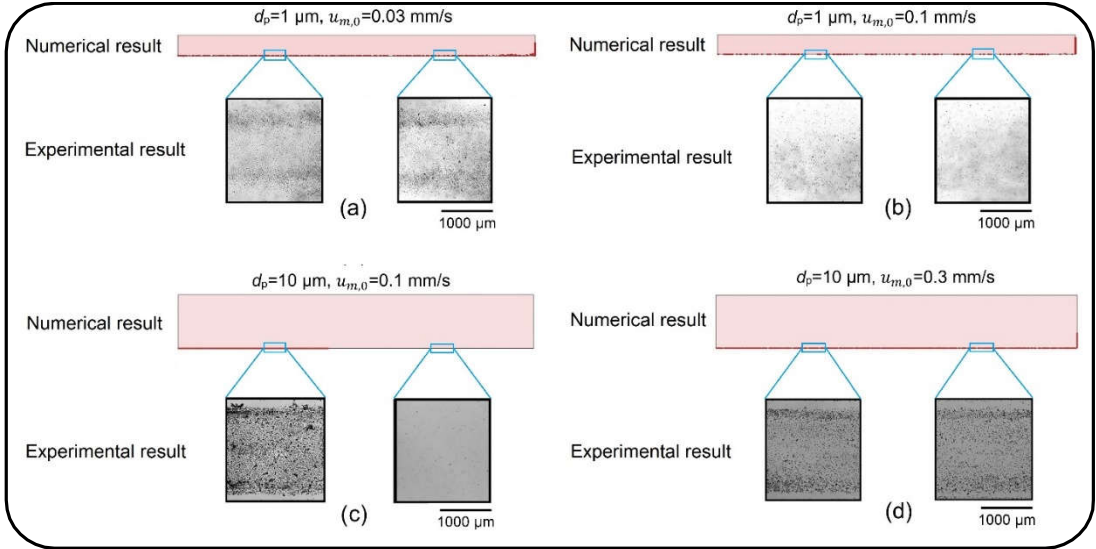 dₚ=1 μm, uₘ,₀=0.03 mm/s
Numerical result
Experimental result
(a)
1000 μm
dₚ=1 μm, uₘ,₀=0.1 mm/s
Numerical result
Experimental result
(b)
1000 μm
dₚ=10 μm, uₘ,₀=0.1 mm/s
Numerical result
Experimental result
(c)
1000 μm
dₚ=10 μm, uₘ,₀=0.3 mm/s
Numerical result
Experimental result
(d)
1000 μm